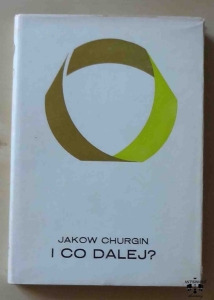 JAKOW CHURGIN
I CO DALEJ?